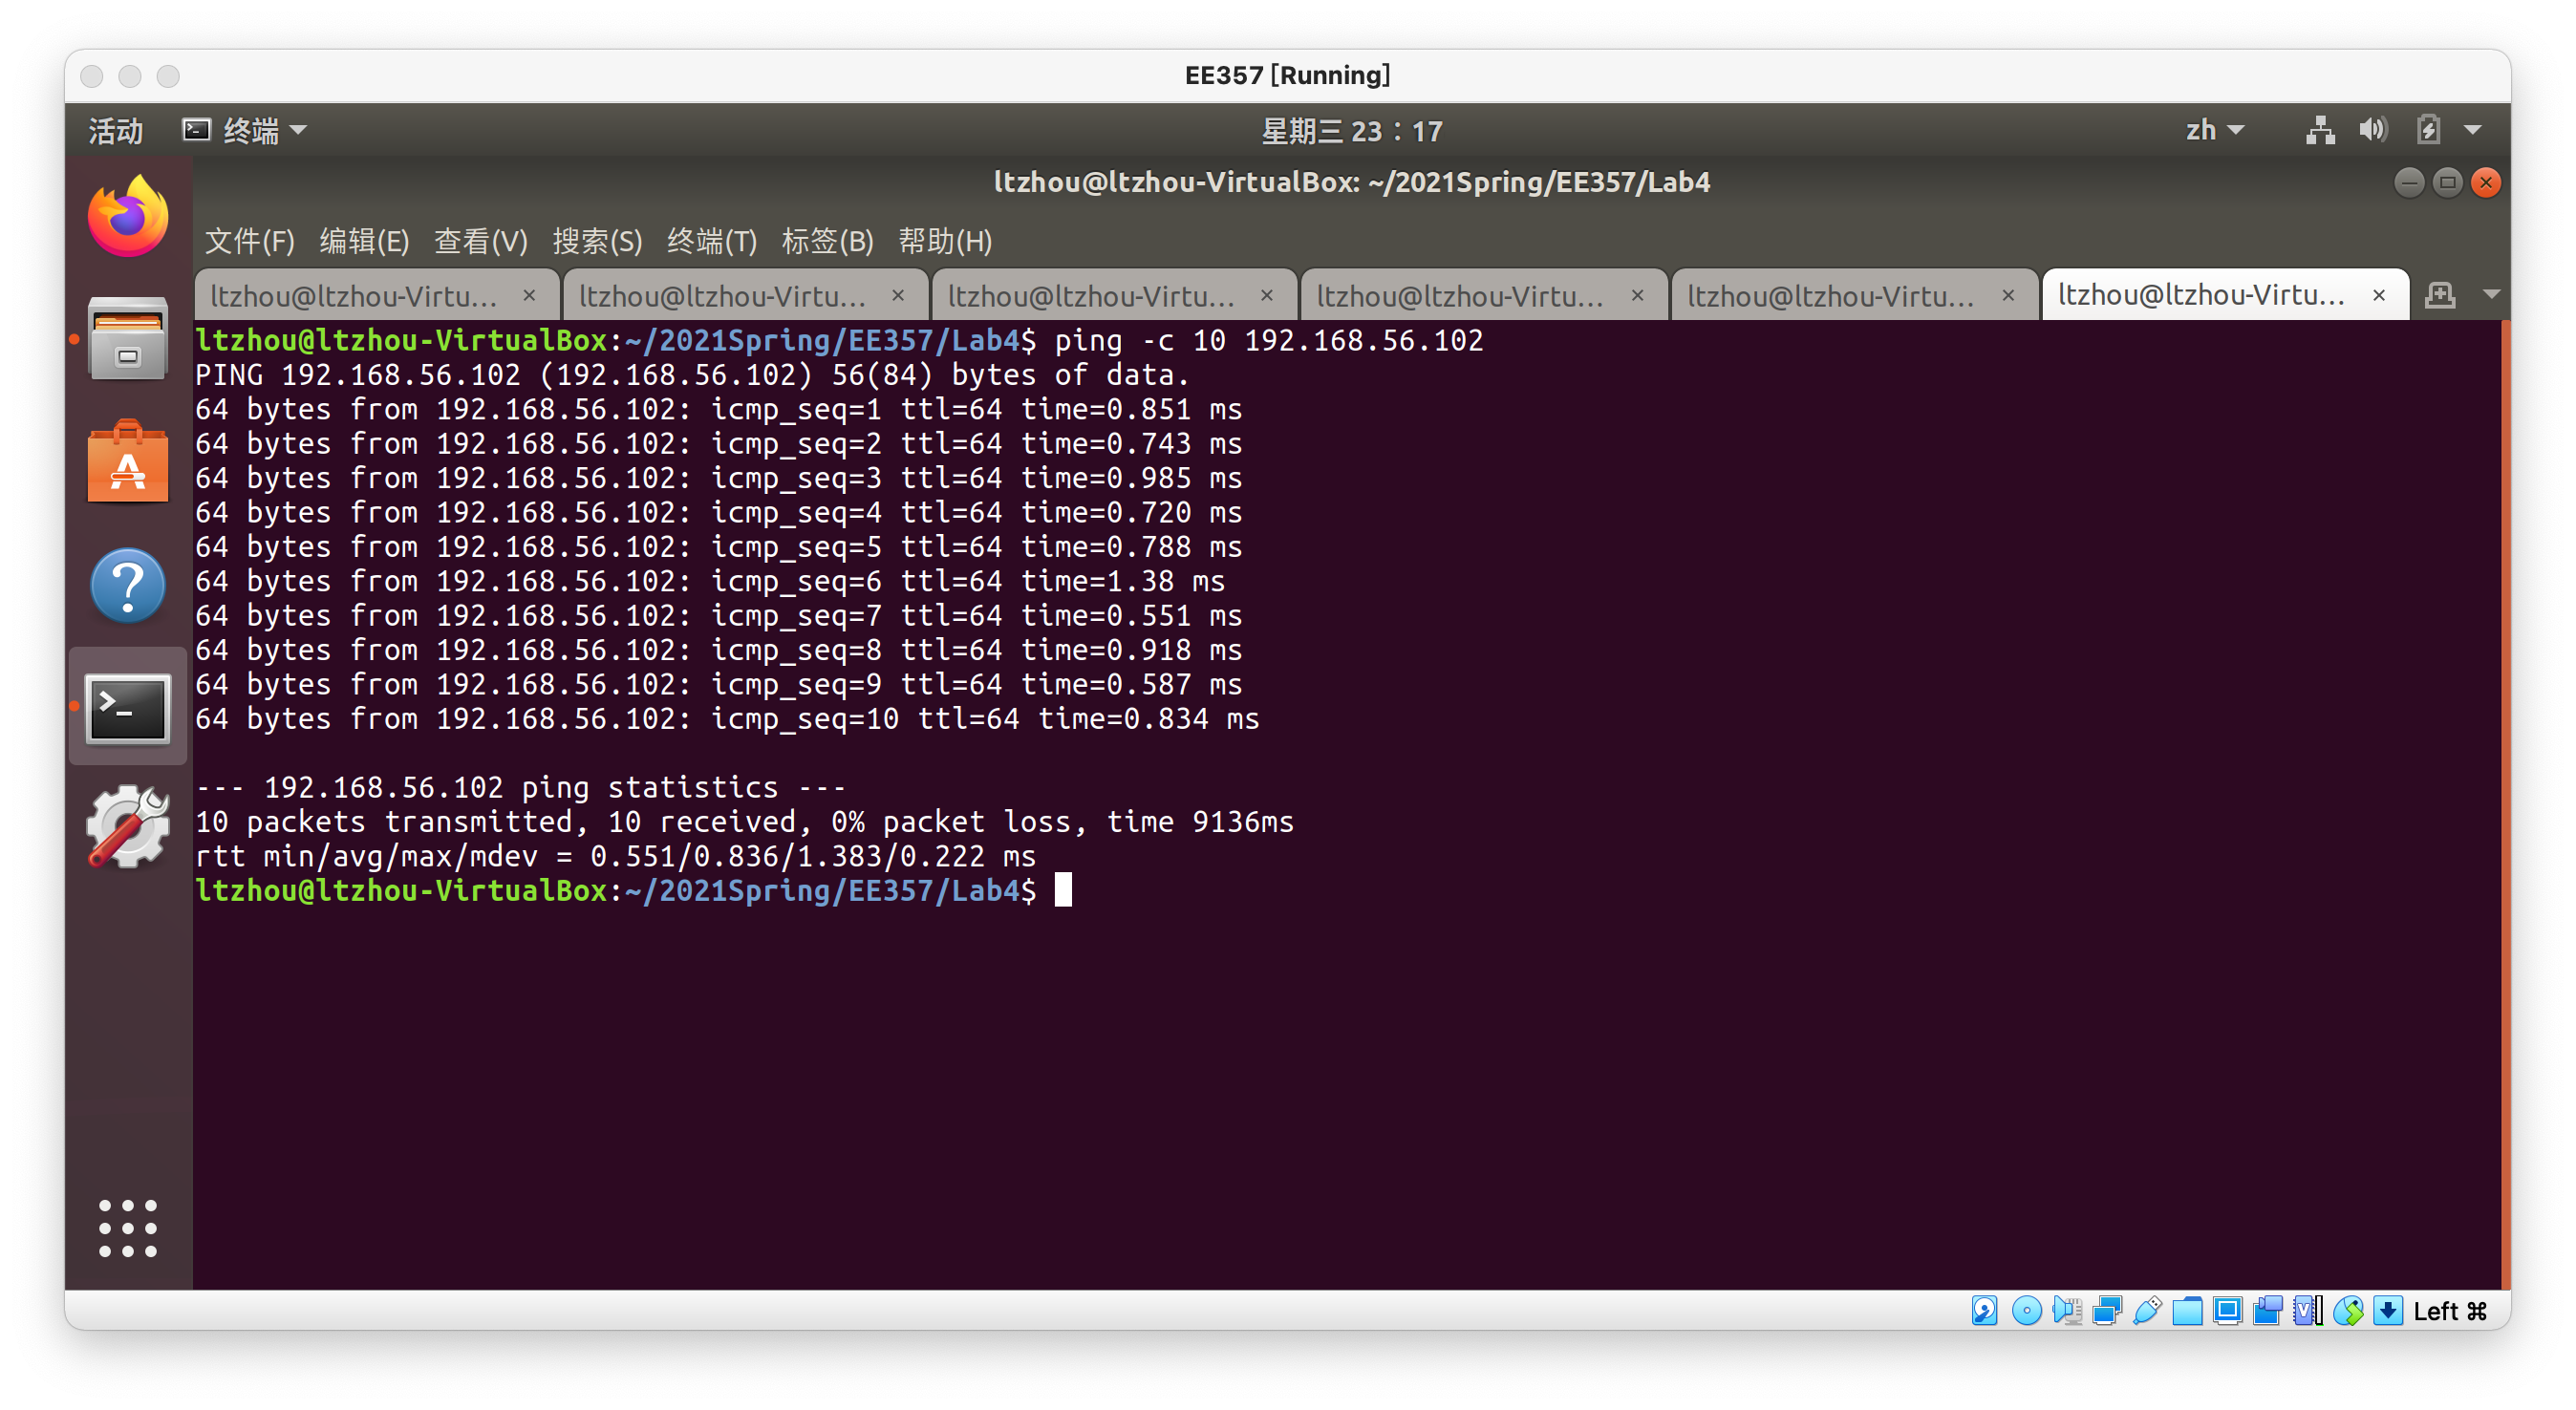 EE357 [Running]
活动 终端 星期三 23：17 zh
ltzhou@ltzhou-VirtualBox: ~/2021Spring/EE357/Lab4
文件(F) 编辑(E) 查看(V) 搜索(S) 终端(T) 标签(B) 帮助(H)
ltzhou@ltzhou-Virtu... × ltzhou@ltzhou-Virtu... × ltzhou@ltzhou-Virtu... × ltzhou@ltzhou-Virtu... × ltzhou@ltzhou-Virtu... × ltzhou@ltzhou-Virtu... ×
ltzhou@ltzhou-VirtualBox:~/2021Spring/EE357/Lab4$ ping -c 10 192.168.56.102
PING 192.168.56.102 (192.168.56.102) 56(84) bytes of data.
64 bytes from 192.168.56.102: icmp_seq=1 ttl=64 time=0.851 ms
64 bytes from 192.168.56.102: icmp_seq=2 ttl=64 time=0.743 ms
64 bytes from 192.168.56.102: icmp_seq=3 ttl=64 time=0.985 ms
64 bytes from 192.168.56.102: icmp_seq=4 ttl=64 time=0.720 ms
64 bytes from 192.168.56.102: icmp_seq=5 ttl=64 time=0.788 ms
64 bytes from 192.168.56.102: icmp_seq=6 ttl=64 time=1.38 ms
64 bytes from 192.168.56.102: icmp_seq=7 ttl=64 time=0.551 ms
64 bytes from 192.168.56.102: icmp_seq=8 ttl=64 time=0.918 ms
64 bytes from 192.168.56.102: icmp_seq=9 ttl=64 time=0.587 ms
64 bytes from 192.168.56.102: icmp_seq=10 ttl=64 time=0.834 ms
--- 192.168.56.102 ping statistics ---
10 packets transmitted, 10 received, 0% packet loss, time 9136ms
rtt min/avg/max/mdev = 0.551/0.836/1.383/0.222 ms
ltzhou@ltzhou-VirtualBox:~/2021Spring/EE357/Lab4$
Left ⌘